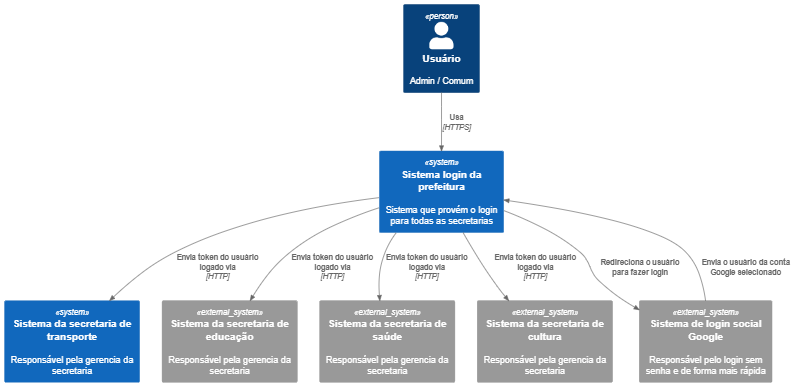 «person»
Usuário
Admin / Comum
Usa
[HTTPS]
«system»
Sistema login da
prefeitura
Sistema que provém o login
para todas as secretarias
Envia token do usuário
logado via
[HTTP]
Envia token do usuário
logado via
[HTTP]
Envia token do usuário
logado via
[HTTP]
Envia token do usuário
logado via
[HTTP]
Redireciona o usuário
para fazer login
Envia o usuário da conta
Google selecionado
«system»
Sistema da secretaria de
transporte
Responsável pela gerencia da
secretaria
«external_system»
Sistema da secretaria de
educação
Responsável pela gerencia da
secretaria
«external_system»
Sistema da secretaria de
saúde
Responsável pela gerencia da
secretaria
«external_system»
Sistema da secretaria de
cultura
Responsável pela gerencia da
secretaria
«external_system»
Sistema de login social
Google
Responsável pelo login sem
senha e de forma mais rápida